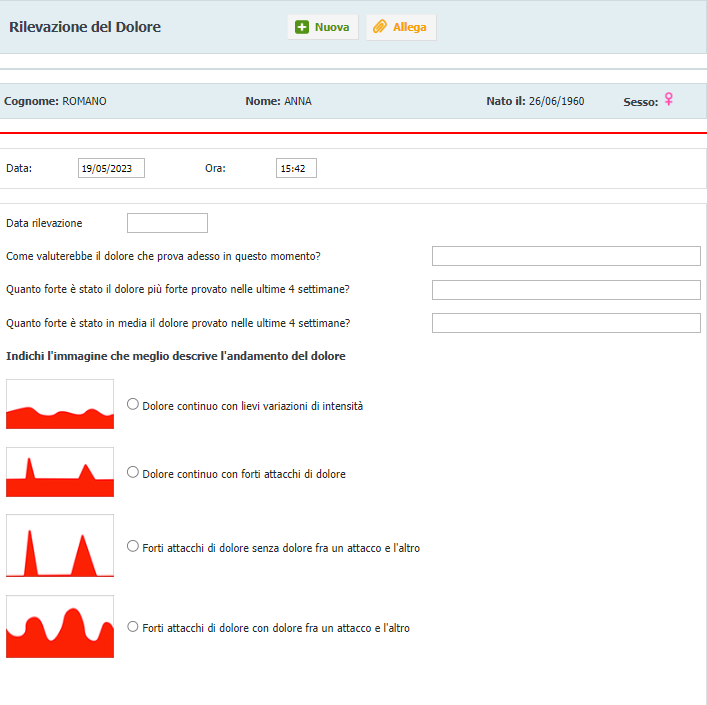 Rilevazione del Dolore Nuova Allega
Cognome: ROMANO Nome: ANNA Nato il: 26/06/1960 Sesso: ♀
Data: 19/05/2023 Ora: 15:42
Data rilevazione
Come valuterebbe il dolore che prova adesso in questo momento?
Quanto forte è stato il dolore più forte provato nelle ultime 4 settimane?
Quanto forte è stato in media il dolore provato nelle ultime 4 settimane?
Indichi l'immagine che meglio descrive l'andamento del dolore
Dolore continuo con lievi variazioni di intensità
Dolore continuo con forti attacchi di dolore
Forti attacchi di dolore senza dolore fra un attacco e l'altro
Forti attacchi di dolore con dolore fra un attacco e l'altro